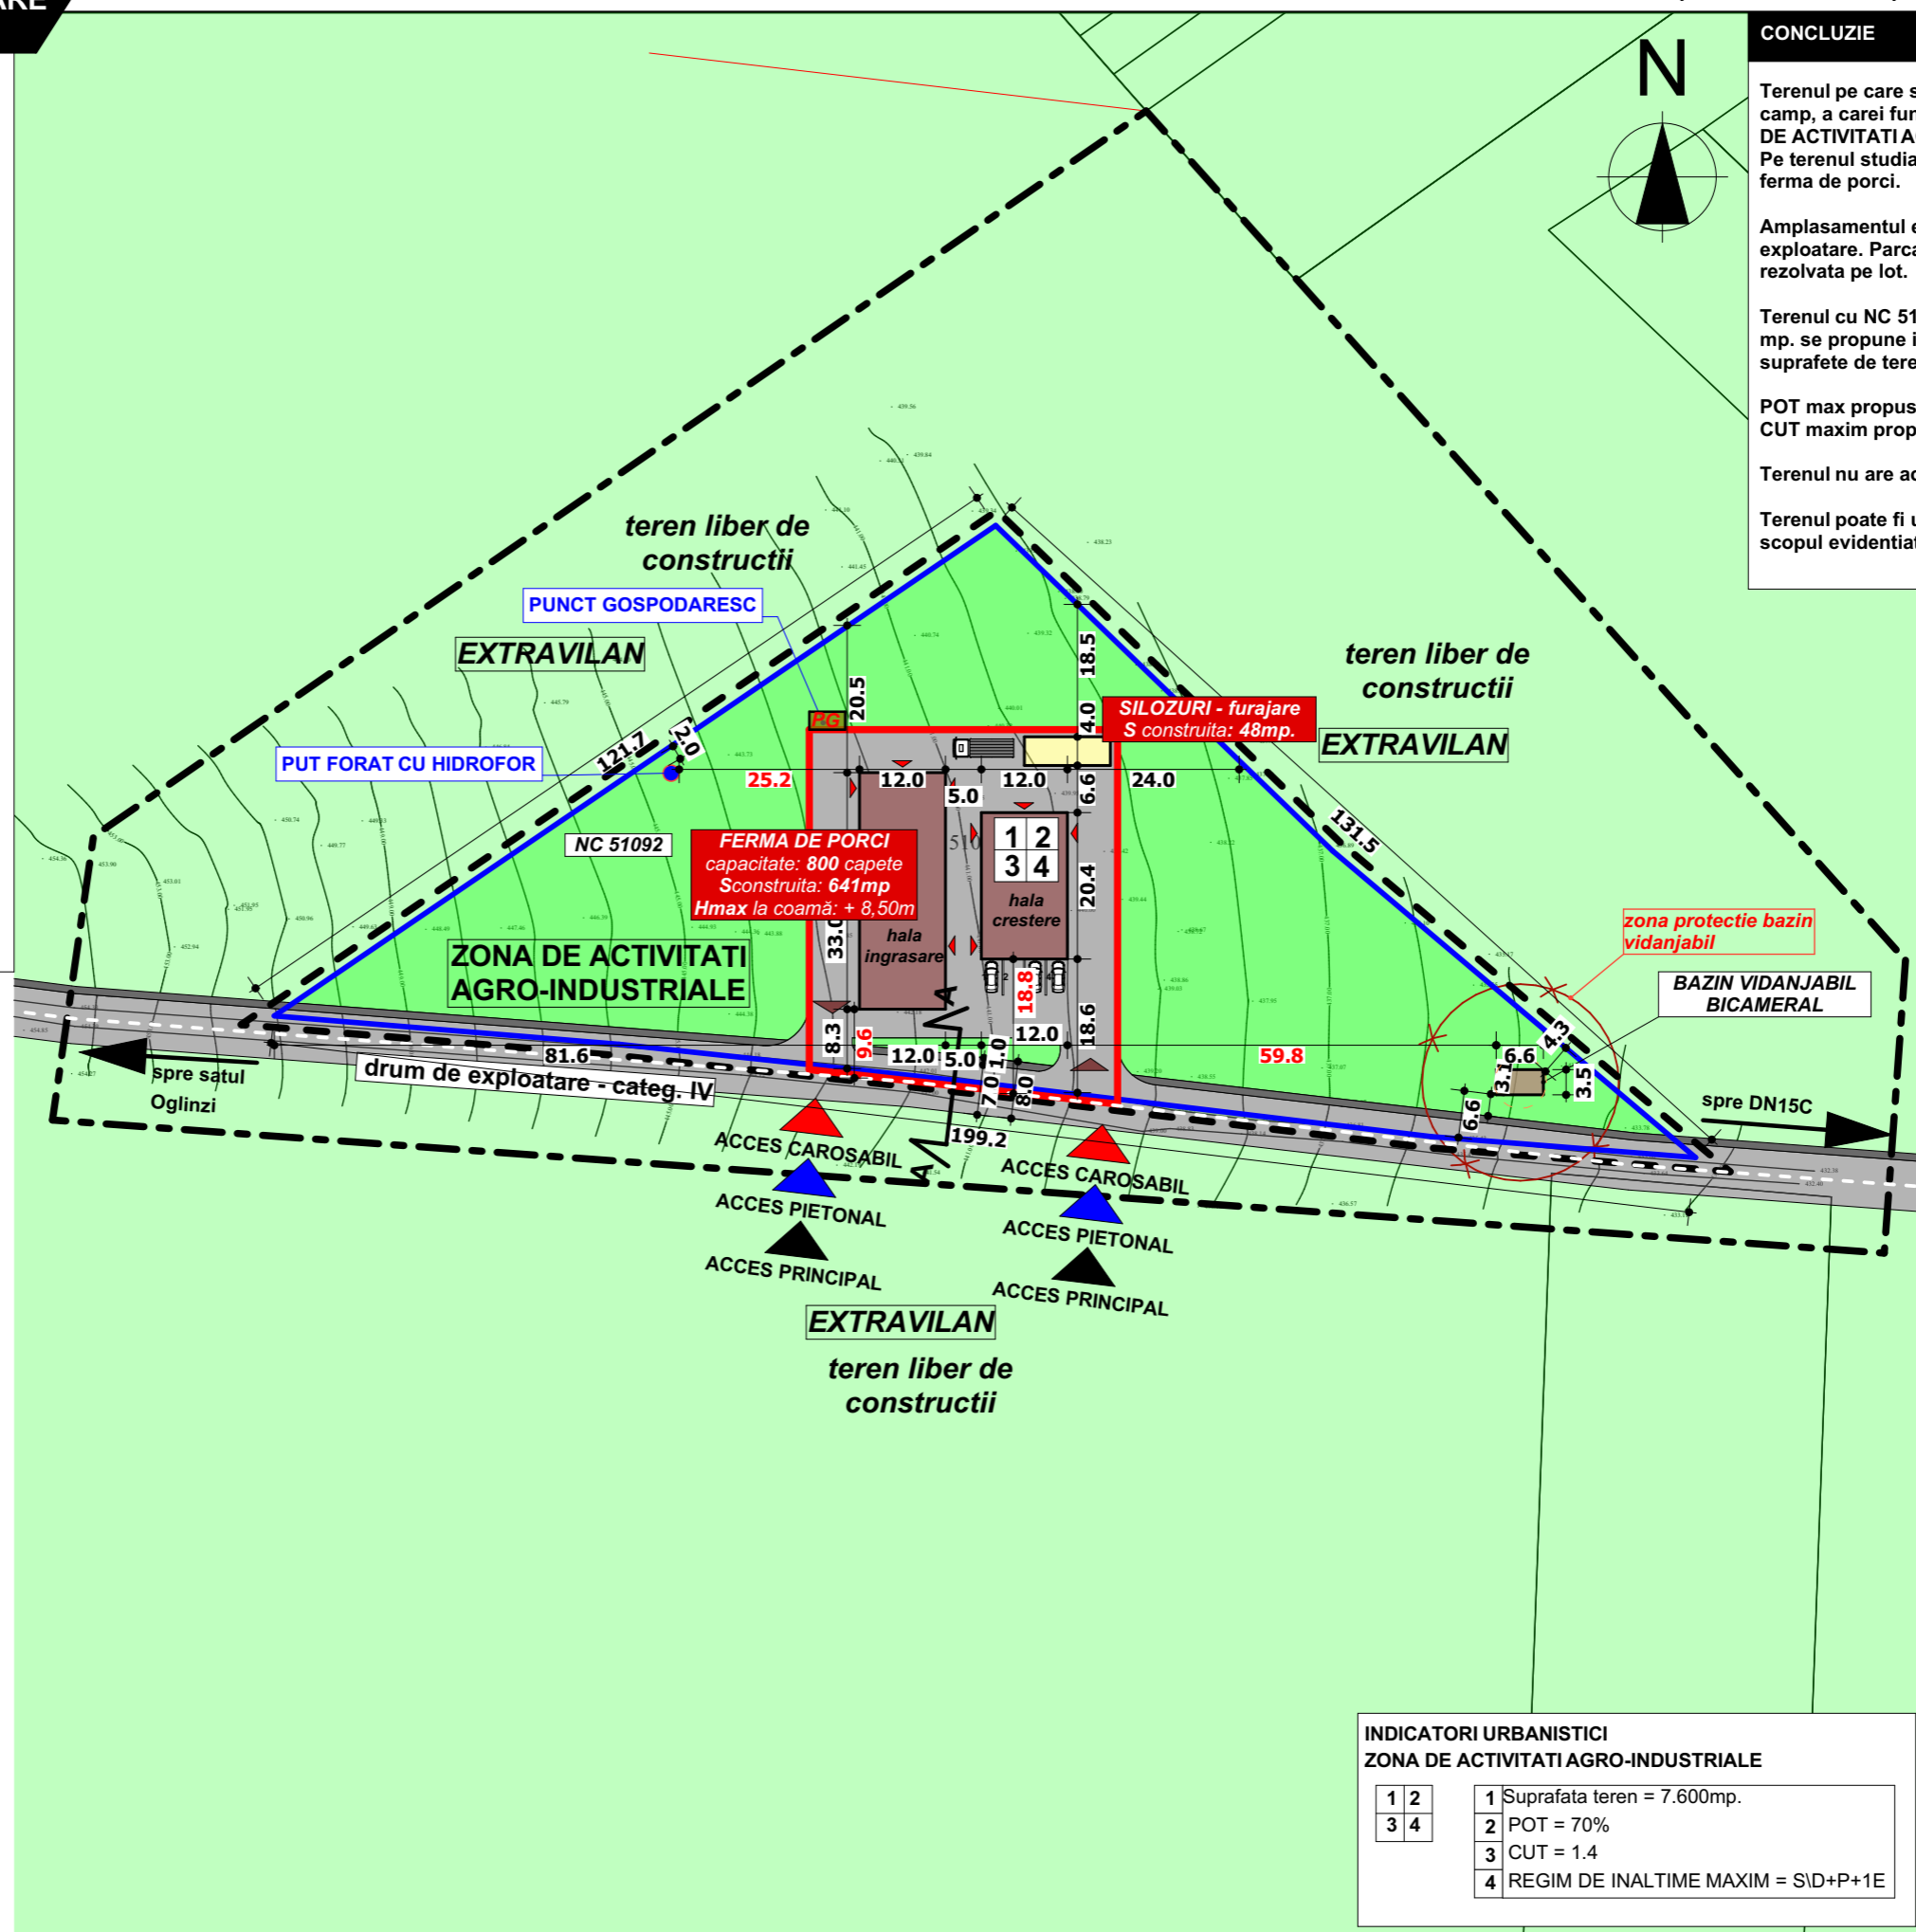 ARE
N
CONCLUZIE
Terenul pe care s
camp, a carei fun
DE ACTIVITATI A
Pe terenul studia
ferma de porci.
Amplasamentul e
exploatare. Parca
rezolvata pe lot.
Terenul cu NC 51
mp. se propune i
suprafete de tere
POT max propus
CUT maxim prop
Terenul nu are ac
Terenul poate fi u
scopul evidentiat
teren liber de
constructii
PUNCT GOSPODARESC
EXTRAVILAN
teren liber de
constructii
EXTRAVILAN
18.5
20.5
4.0
PG
SILOZURI - furajare
S construita: 48mp.
121.7
2.0
PUT FORAT CU HIDROFOR
25.2
12.0
5.0
12.0
6.6
24.0
131.5
NC 51092
FERMA DE PORCI
capacitate: 800 capete
Sconstruita: 641mp
Hmax la coamă: + 8,50m
510
1 2
3 4
hala
crestere
20.4
hala
ingrasare
33.0
ZONA DE ACTIVITATI
AGRO-INDUSTRIALE
zona protectie bazin
vidanjabil
BAZIN VIDANJABIL
BICAMERAL
18.8
18.6
8.3
9.6
12.0
5.0
1.0
12.0
59.8
6.6
4.3
3.1
3.5
6.6
7.0
8.0
A
A
81.6
199.2
spre satul
Oglinzi
drum de exploatare - categ. IV
spre DN15C
ACCES CAROSABIL
ACCES PIETONAL
ACCES PRINCIPAL
ACCES CAROSABIL
ACCES PIETONAL
ACCES PRINCIPAL
EXTRAVILAN
teren liber de
constructii
INDICATORI URBANISTICI
ZONA DE ACTIVITATI AGRO-INDUSTRIALE
1 2
3 4
1 Suprafata teren = 7.600mp.
2 POT = 70%
3 CUT = 1.4
4 REGIM DE INALTIME MAXIM = S\D+P+1E